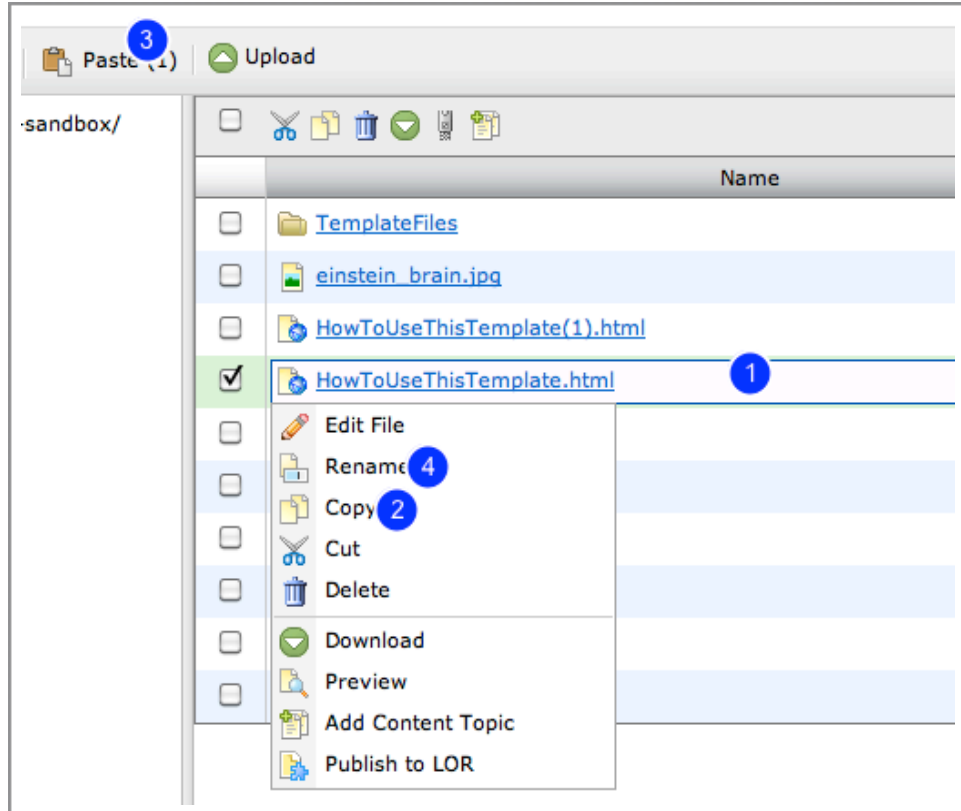 3
Paste (1)
Upload
-sandbox/
Name
TemplateFiles
einstein_brain.jpg
HowToUseThisTemplate(1).html
HowToUseThisTemplate.html
1
Edit File
Rename
4
Copy
2
Cut
Delete
Download
Preview
Add Content Topic
Publish to LOR